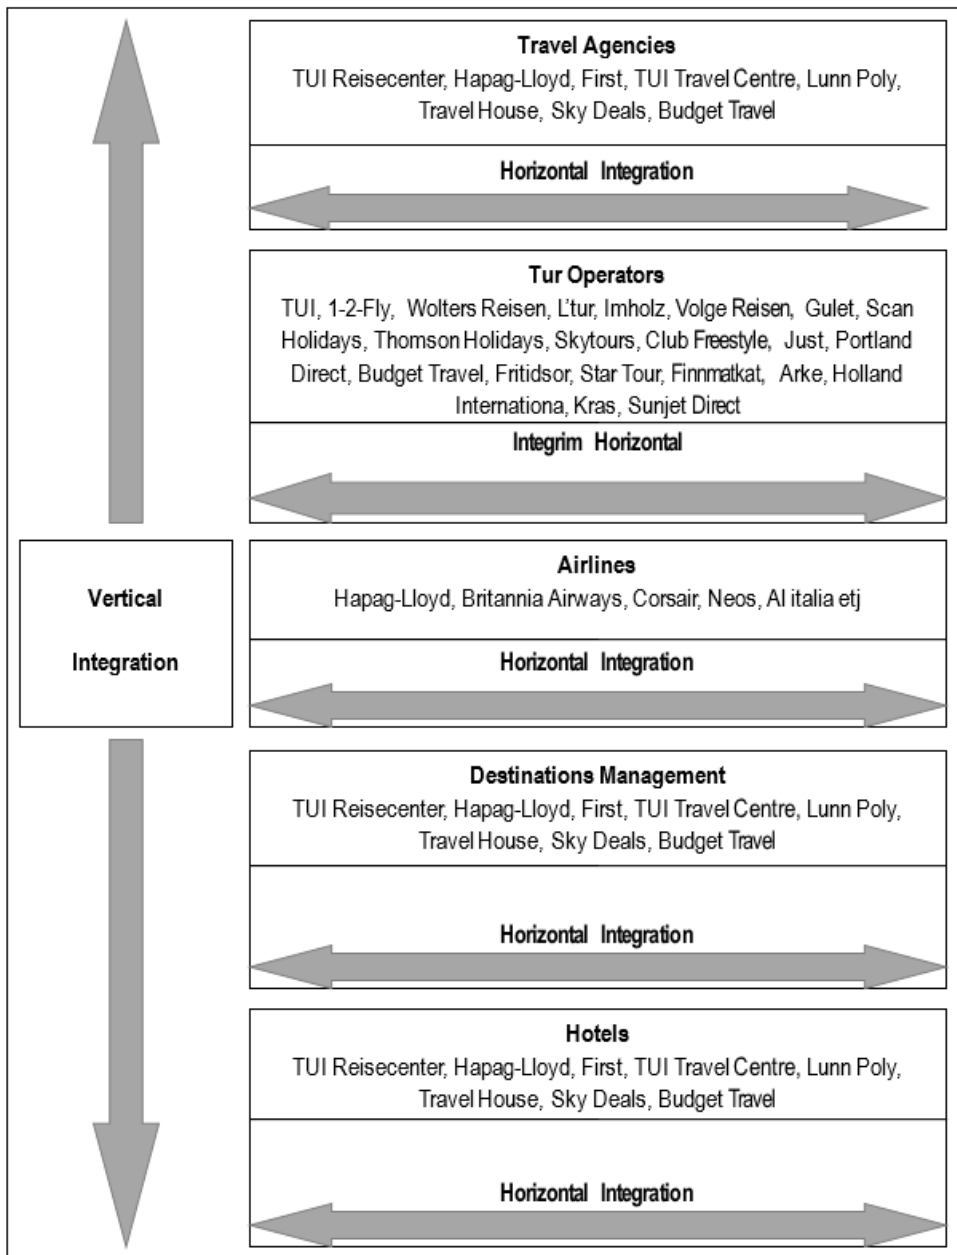 Travel Agencies
TUI Reisecenter, Hapag-Lloyd, First, TUI Travel Centre, Lunn Poly,
Travel House, Sky Deals, Budget Travel
Horizontal Integration
Tur Operators
TUI, 1-2-Fly, Wolters Reisen, L'tur, Imholz, Volge Reisen, Gulet, Scan
Holidays, Thomson Holidays, Skytours, Club Freestyle, Just, Portland
Direct, Budget Travel, Fritidsor, Star Tour, Finnmatkat, Arke, Holland
Internationa, Kras, Sunjet Direct
Integrim Horizontal
Vertical
Integration
Airlines
Hapag-Lloyd, Britannia Airways, Corsair, Neos, Al italia etj
Horizontal Integration
Destinations Management
TUI Reisecenter, Hapag-Lloyd, First, TUI Travel Centre, Lunn Poly,
Travel House, Sky Deals, Budget Travel
Horizontal Integration
Hotels
TUI Reisecenter, Hapag-Lloyd, First, TUI Travel Centre, Lunn Poly,
Travel House, Sky Deals, Budget Travel
Horizontal Integration